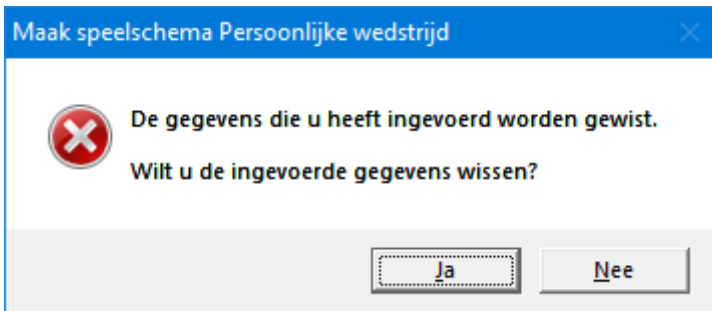 Maak speelschema Persoonlijke wedstrijd
De gegevens die u heeft ingevoerd worden gewist.
Wilt u de ingevoerde gegevens wissen?
Ja
Nee